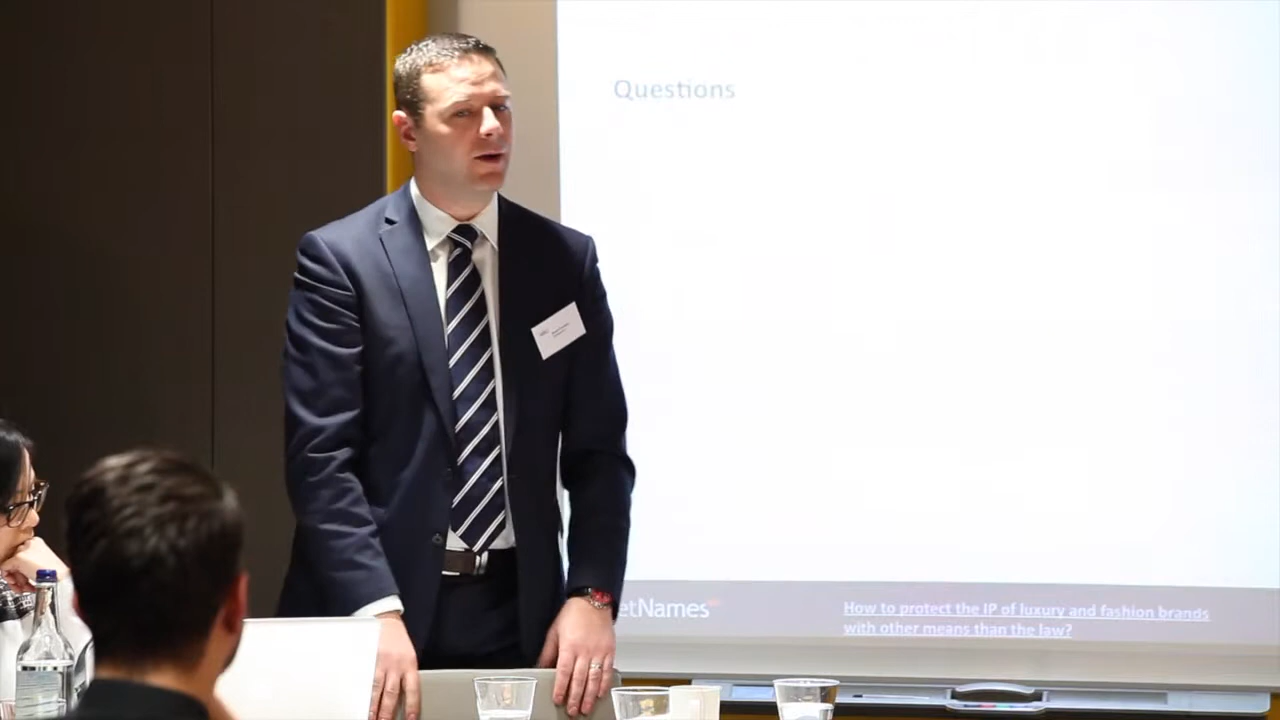 Questions
etNames
How to protect the IP of luxury and fashion brands
with other means than the law?